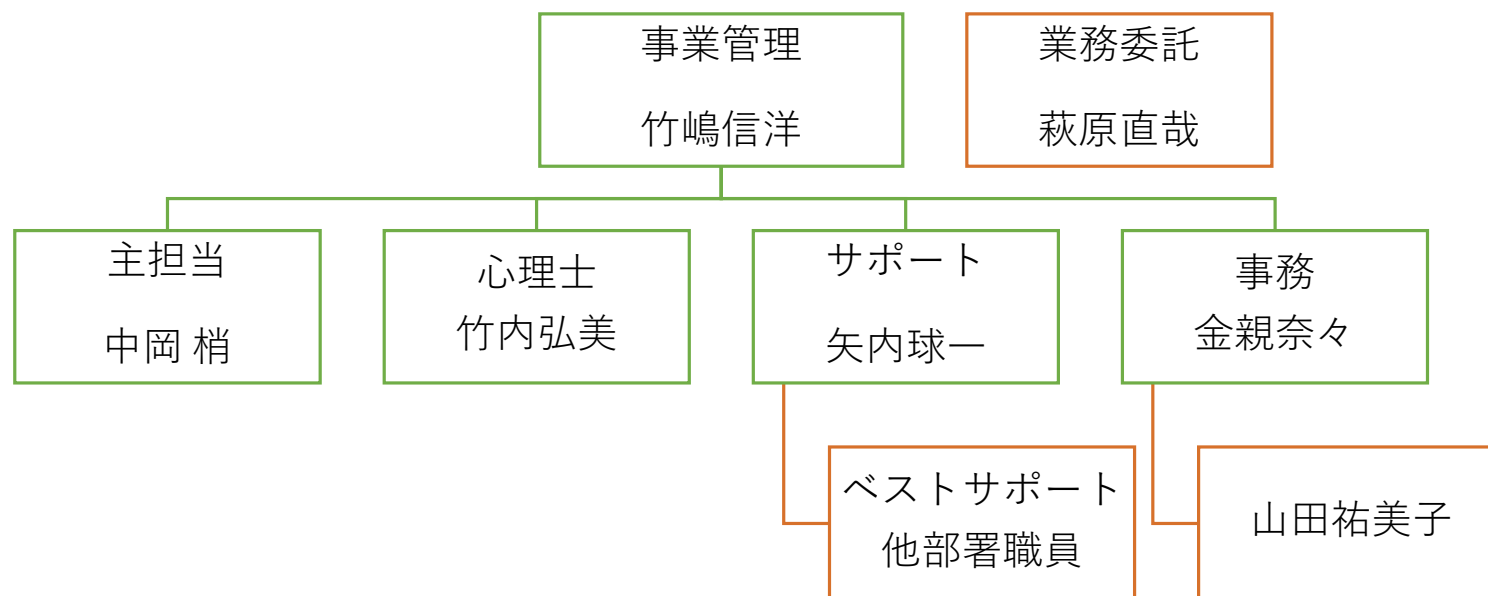 事業管理
竹嶋信洋
業務委託
萩原直哉
主担当
中岡 梢
心理士
竹内弘美
サポート
矢内球一
事務
金親奈々
ベストサポート
他部署職員
山田祐美子